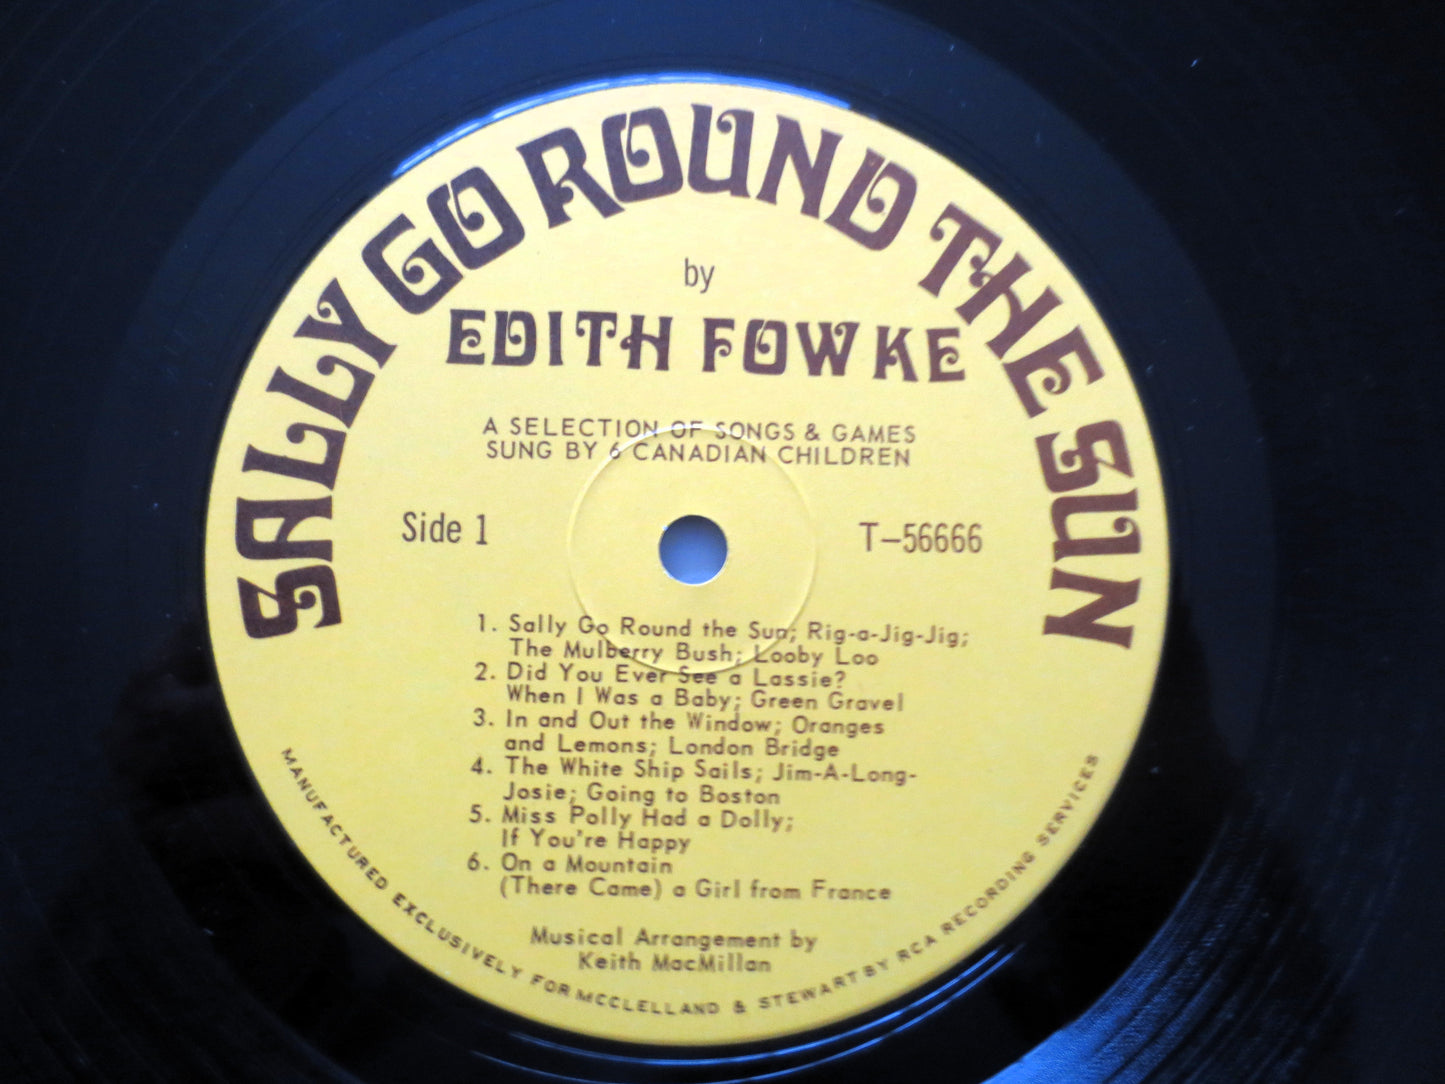 SALLY GO ROUND THE SUN
by
EDITH FOWKE
A SELECTION OF SONGS & GAMES
SUNG BY 6 CANADIAN CHILDREN
Side 1
T-56666
1. Sally Go Round the Sun; Rig-a-Jig-Jig;
The Mulberry Bush; Looby Loo
2. Did You Ever See a Lassie?
When I Was a Baby; Green Gravel
3. In and Out the Window; Oranges
and Lemons; London Bridge
4. The White Ship Sails; Jim-A-Long-
Josie; Going to Boston
5. Miss Polly Had a Dolly;
If You're Happy
6. On a Mountain
(There Came) a Girl from France
Musical Arrangement by
Keith MacMillan
MANUFACTURED EXCLUSIVELY FOR MCCLELLAND & STEWART BY RCA RECORDING SERVICES